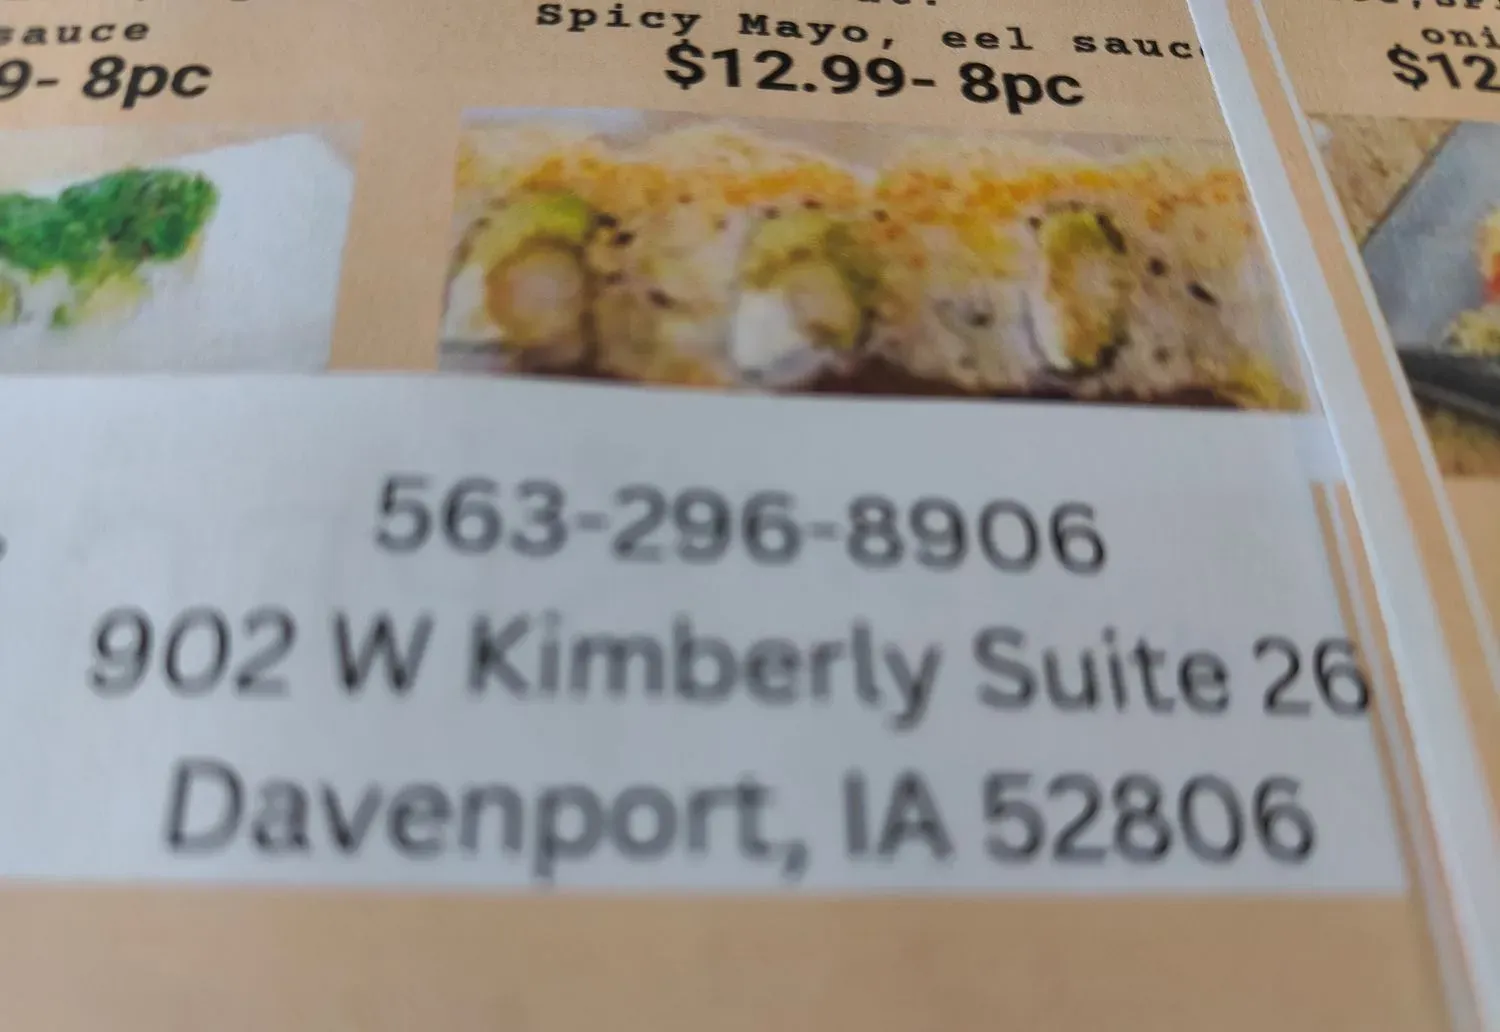 sauce
9- 8pc
Spicy Mayo, eel sauc
$12.99- 8pc
oni
$12
563-296-8906
902 W Kimberly Suite 26
Davenport, IA 52806